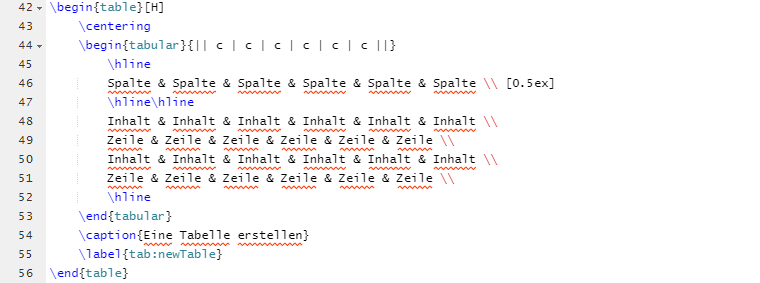 42 \begin{table}[H]
43 \centering
44 \begin{tabular}{|| c | c | c | c | c | c ||}
45 \hline
46 Spalte & Spalte & Spalte & Spalte & Spalte & Spalte \\ [0.5ex]
47 \hline\hline
48 Inhalt & Inhalt & Inhalt & Inhalt & Inhalt & Inhalt \\
49 Zeile & Zeile & Zeile & Zeile & Zeile & Zeile \\
50 Inhalt & Inhalt & Inhalt & Inhalt & Inhalt & Inhalt \\
51 Zeile & Zeile & Zeile & Zeile & Zeile & Zeile \\
52 \hline
53 \end{tabular}
54 \caption{Eine Tabelle erstellen}
55 \label{tab:newTable}
56 \end{table}